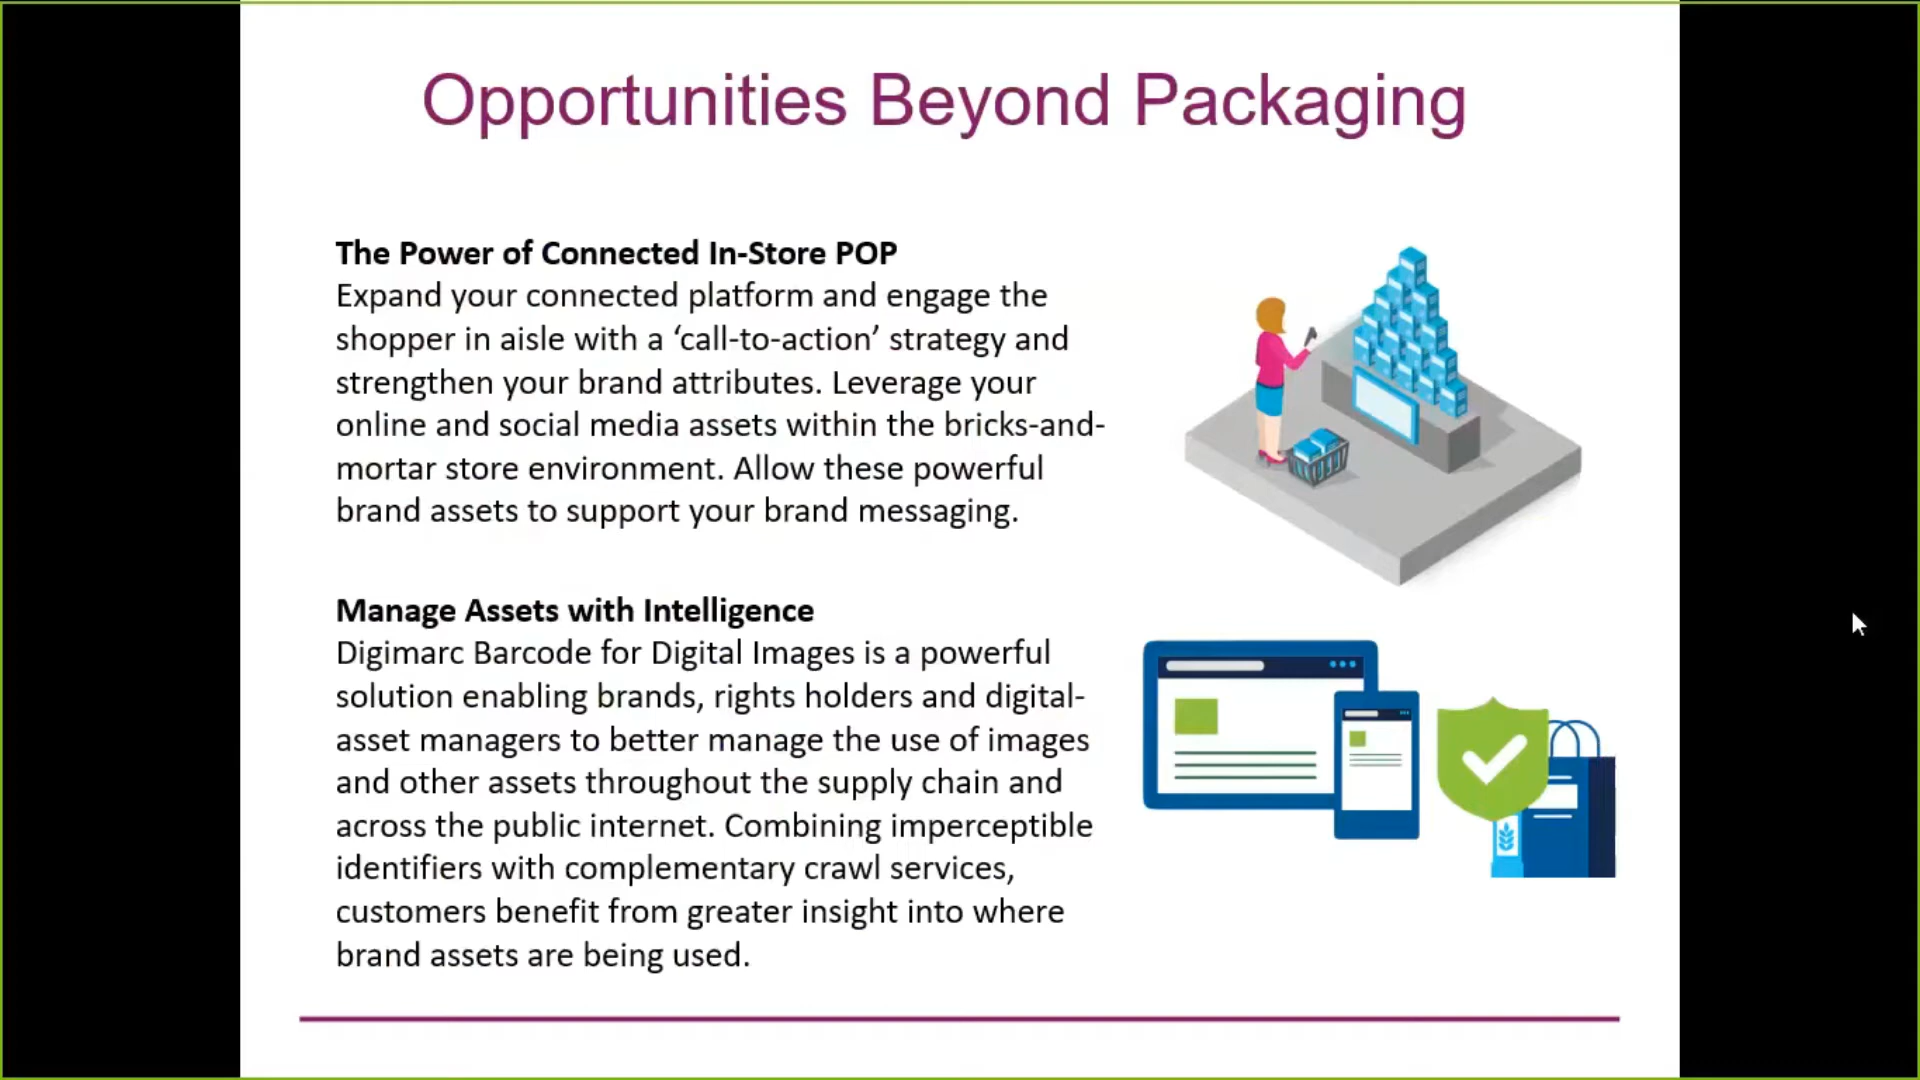 Opportunities Beyond Packaging
The Power of Connected In-Store POP
Expand your connected platform and engage the
shopper in aisle with a ‘call-to-action’ strategy and
strengthen your brand attributes. Leverage your
online and social media assets within the bricks-and-
mortar store environment. Allow these powerful
brand assets to support your brand messaging.
Manage Assets with Intelligence
Digimarc Barcode for Digital Images is a powerful
solution enabling brands, rights holders and digital-
asset managers to better manage the use of images
and other assets throughout the supply chain and
across the public internet. Combining imperceptible
identifiers with complementary crawl services,
customers benefit from greater insight into where
brand assets are being used.